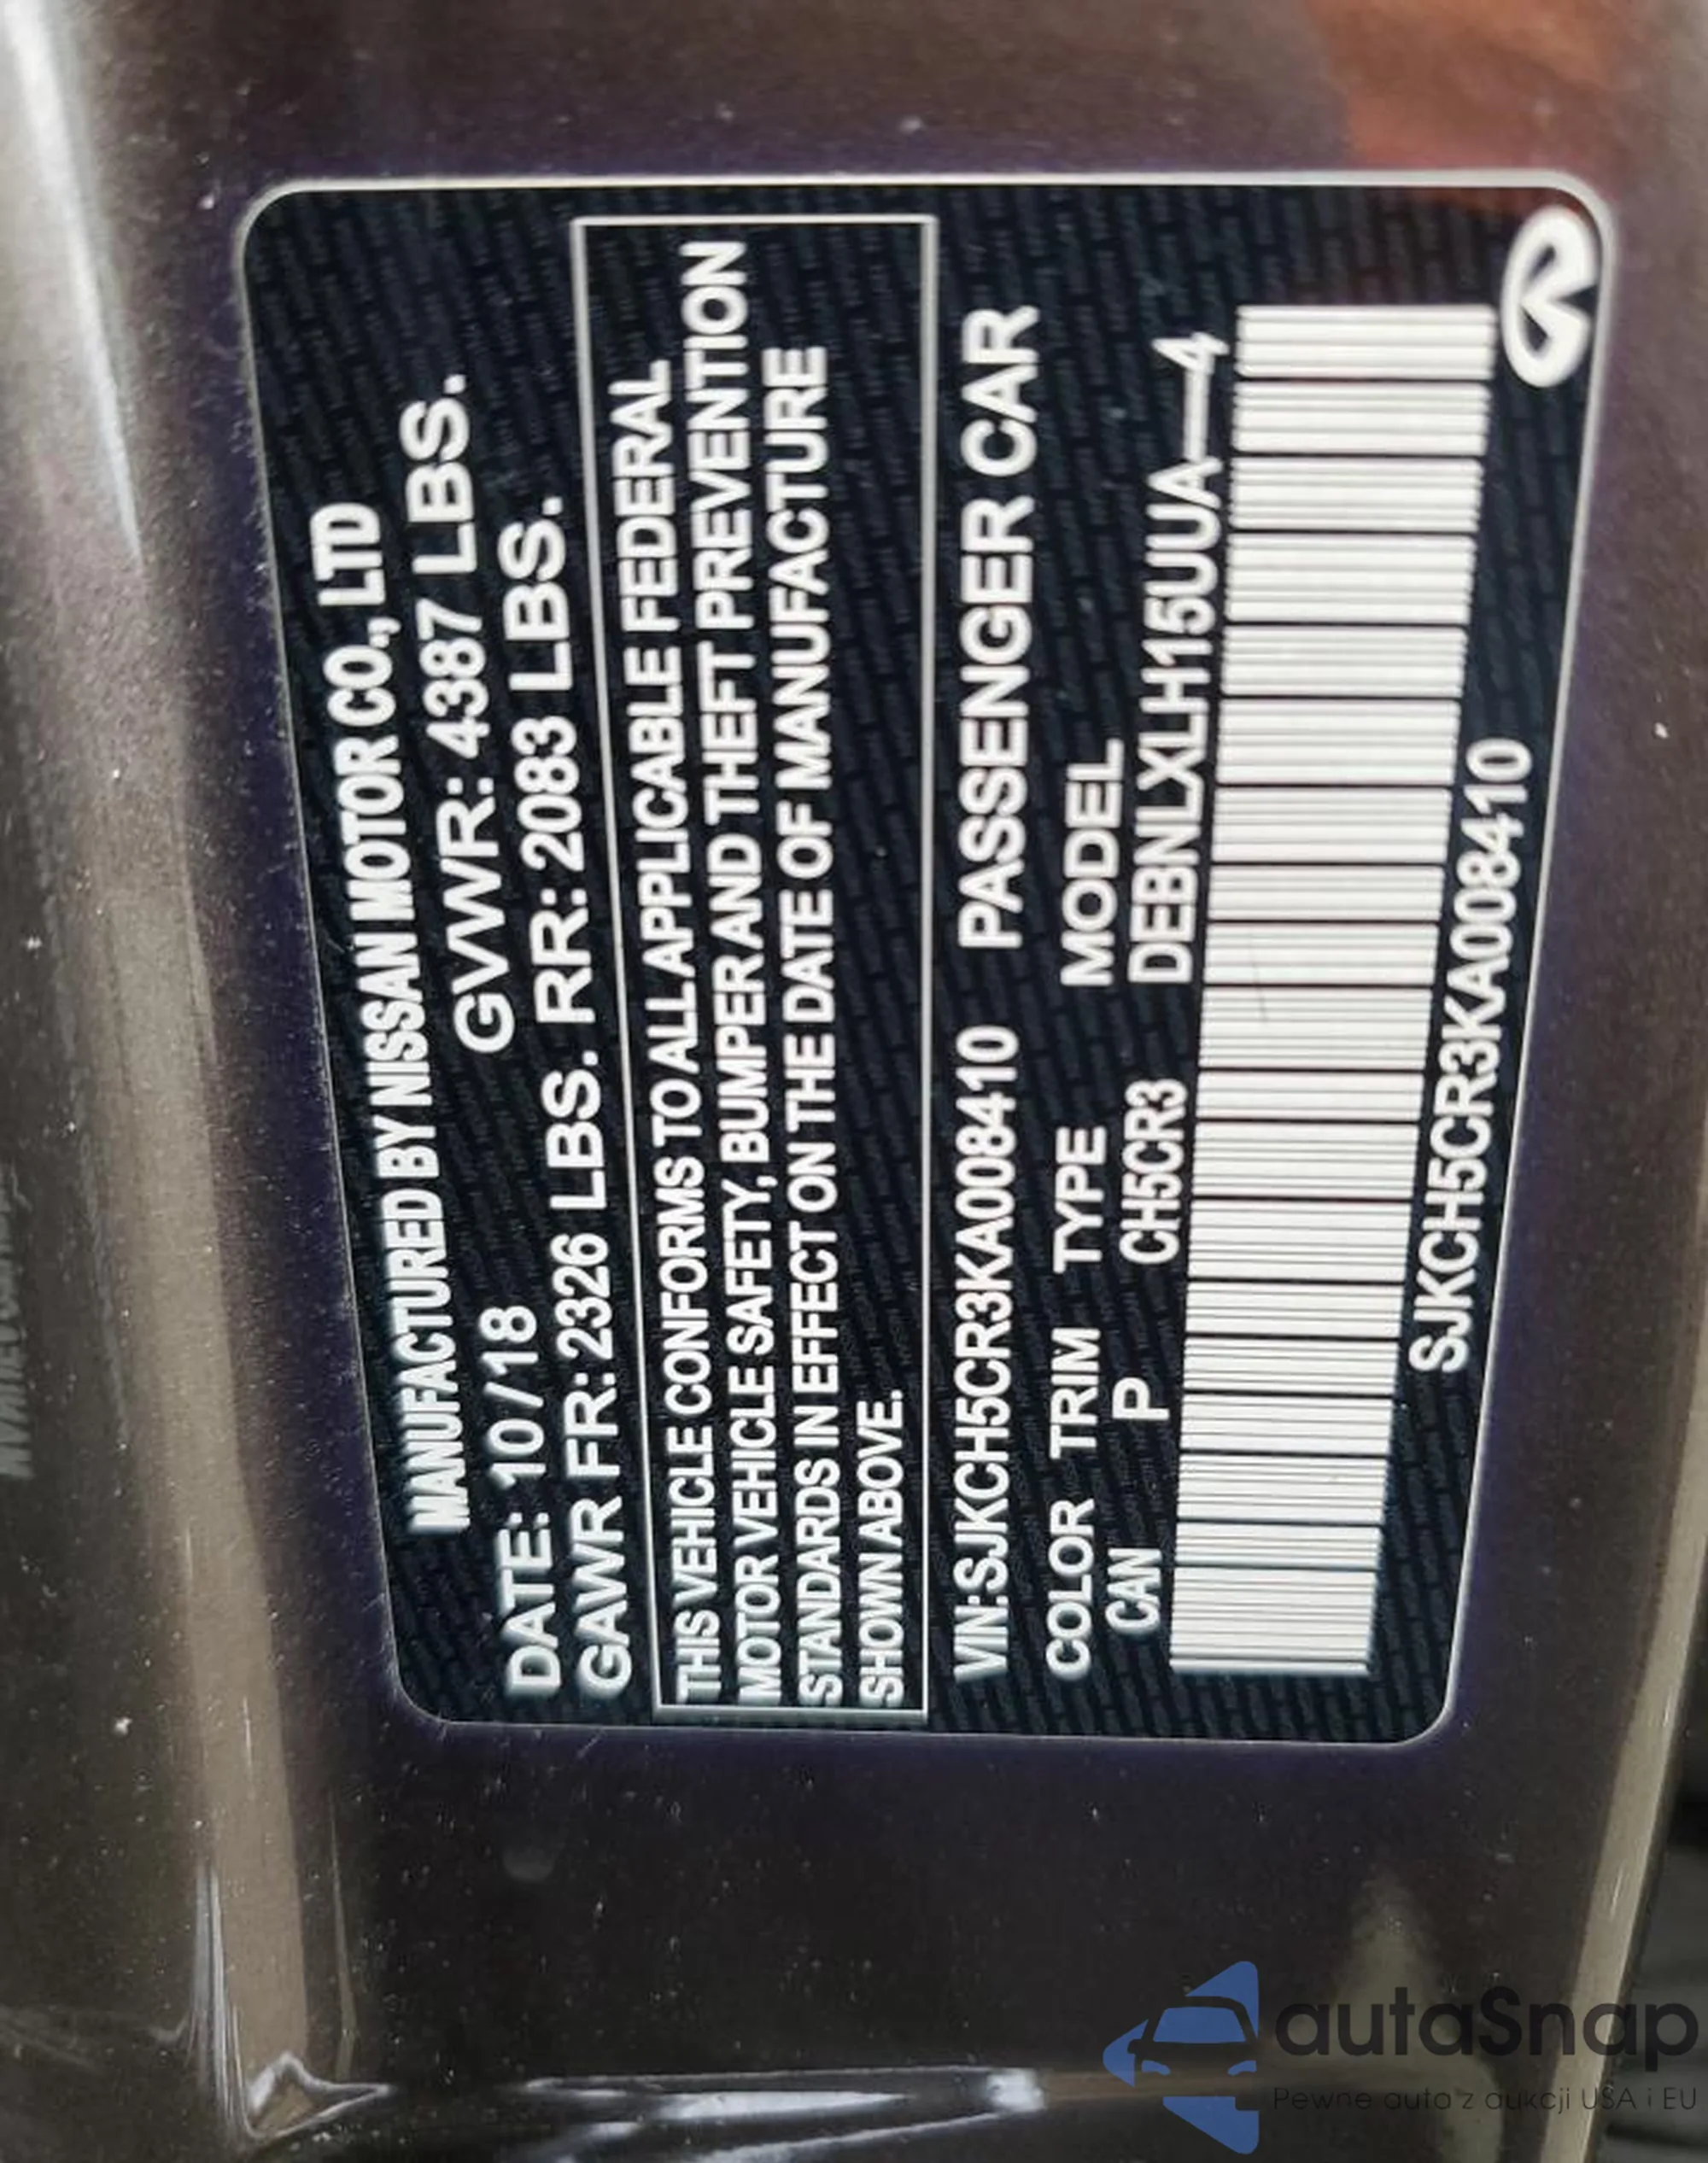 MANUFACTURED BY NISSAN MOTOR CO., LTD
DATE: 10/18 GVWR: 4387 LBS.
GAWR FR: 2326 LBS. RR: 2083 LBS.
THIS VEHICLE CONFORMS TO ALL APPLICABLE FEDERAL
MOTOR VEHICLE SAFETY, BUMPER AND THEFT PREVENTION
STANDARDS IN EFFECT ON THE DATE OF MANUFACTURE
SHOWN ABOVE.
VIN:SJKCH5CR3KA008410 PASSENGER CAR
COLOR TRIM TYPE MODEL
CAN P CH5CR3 DEBNLXLH15UUA—4
SJKCH5CR3KA008410
autaSnap
Pewne auta z aukcji USA i EU